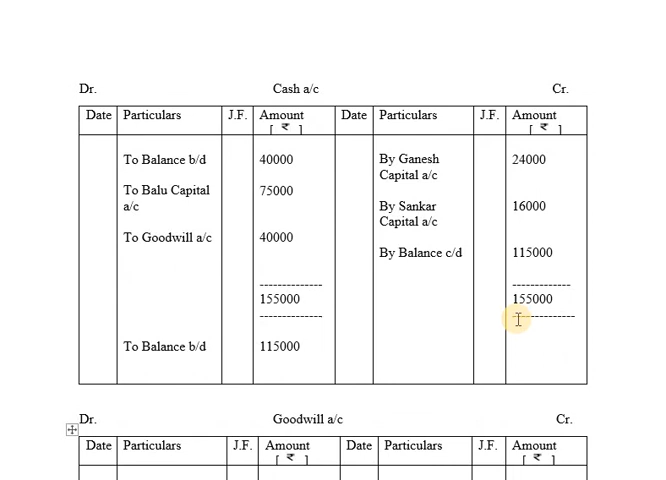 Dr. Cash a/c Cr.
Date Particulars J.F. Amount Date Particulars J.F. Amount
[ ₹ ] [ ₹ ]
To Balance b/d 40000 By Ganesh 24000
Capital a/c
To Balu Capital 75000
a/c By Sankar 16000
Capital a/c
To Goodwill a/c 40000
By Balance c/d 115000
-------------- -------------
155000 155000
-------------- --------------
To Balance b/d 115000
Dr. Goodwill a/c Cr.
Date Particulars J.F. Amount Date Particulars J.F. Amount
[ ₹ ] [ ₹ ]